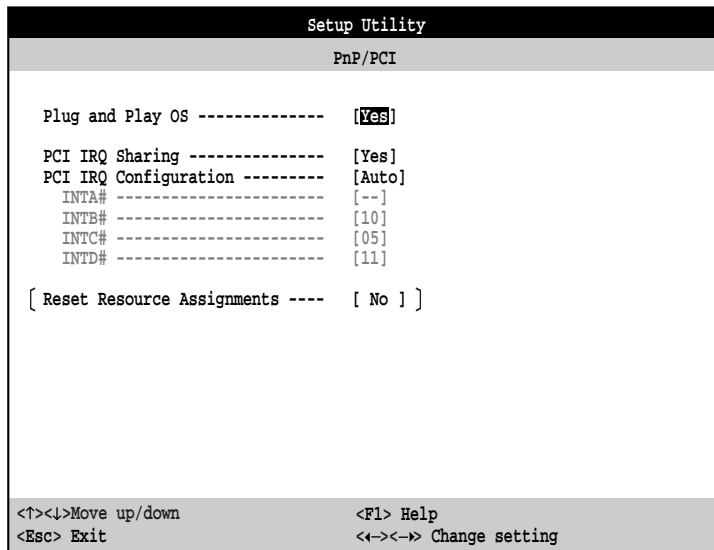 Setup Utility
PnP/PCI
Plug and Play OS -------------- [Yes]
PCI IRQ Sharing --------------- [Yes]
PCI IRQ Configuration --------- [Auto]
INTA# ----------------------- [--]
INTB# ----------------------- [10]
INTC# ----------------------- [05]
INTD# ----------------------- [11]
[ Reset Resource Assignments ---- [ No ] ]
<↑><↓>Move up/down <F1> Help
<Esc> Exit <←><→> Change setting